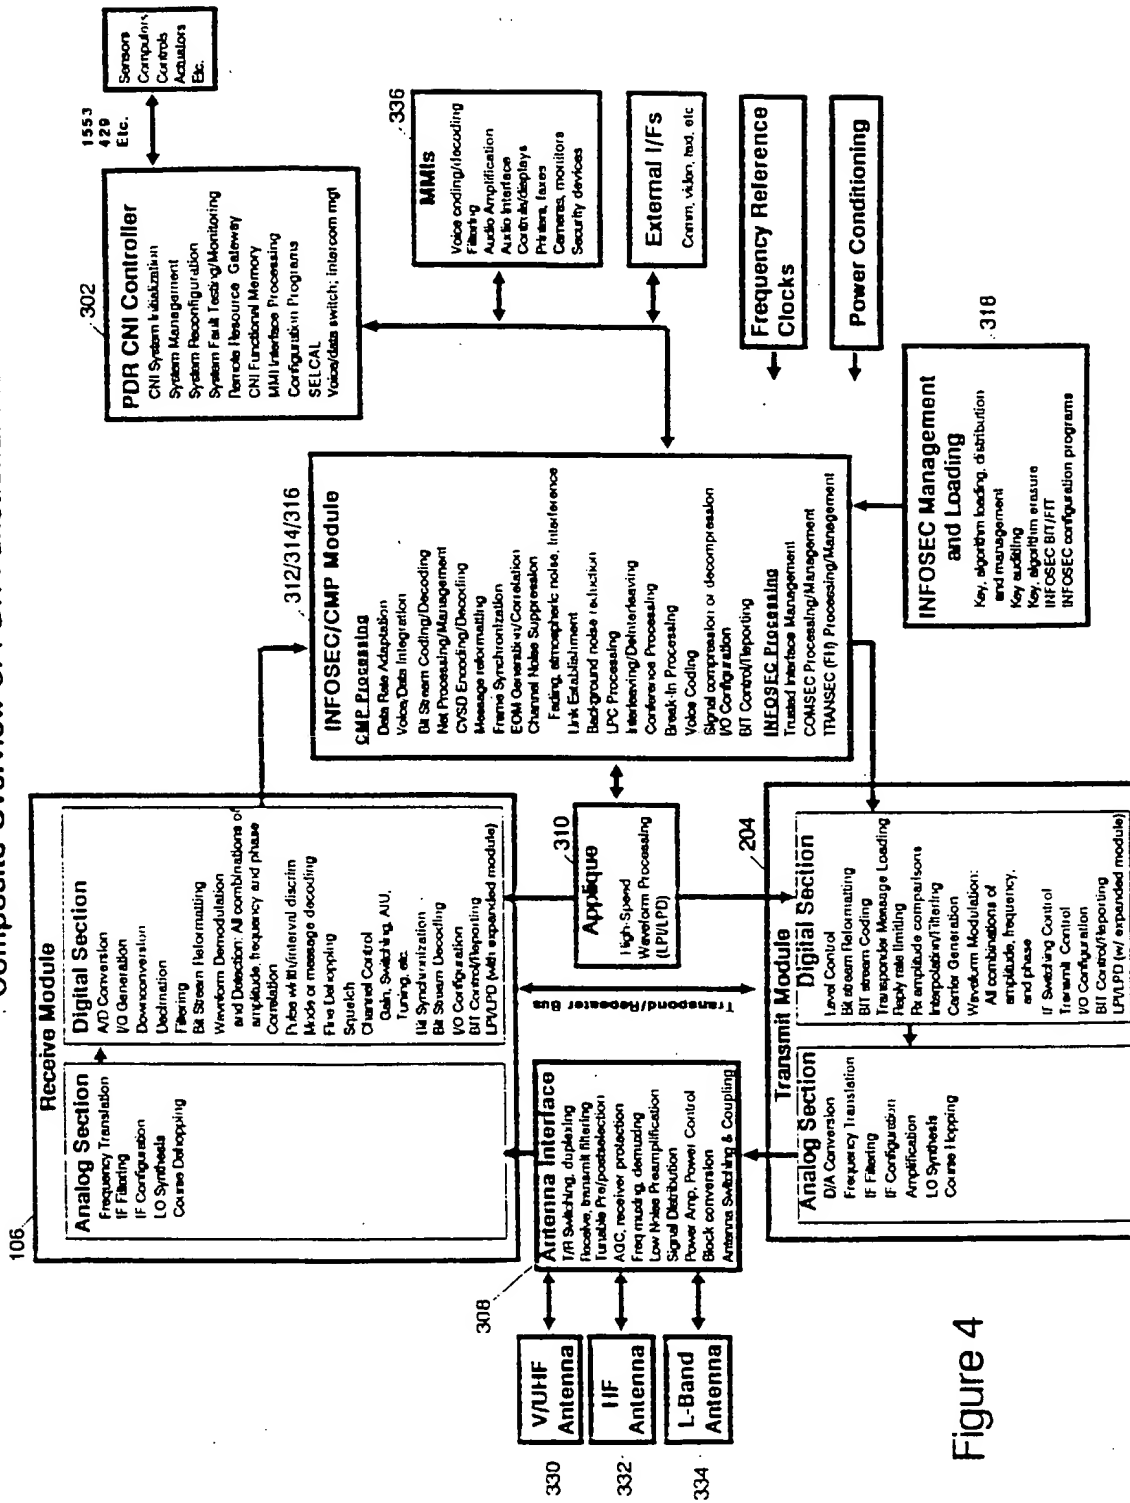 106
Receive Module
Analog Section
Frequency Translation
IF Filtering
IF Configuration
LO Synthesis
Course Dehopping
Digital Section
A/D Conversion
I/Q Generation
Downconversion
Decimation
Filtering
Bit Stream Reformatting
Waveform Demodulation
and Detection: All combinations of
amplitude, frequency and phase
Correlation
Pulse width/interval discrim
Mode or message decoding
Fine Dehopping
Squelch
Channel Control
Gain, Switching, AIU,
Tuning, etc.
Bit Synchronization
Bit Stream Decoding
I/O Configuration
BIT Control/Reporting
LPI/LPD (with expanded module)
312/314/316
INFOSEC/CMP Module
CMP Processing
Data Rate Adaptation
Voice/Data Integration
Bit Stream Coding/Decoding
Net Processing/Management
CVSD Encoding/Decoding
Message reformatting
Frame Synchronization
EOM Generation/Correlation
Channel Noise Suppression
Fading, atmospheric noise, Interference
Link Establishment
Background noise reduction
LPC Processing
Interleaving/Deinterleaving
Conference Processing
Break-In Processing
Voice Coding
Signal compression or decompression
I/O Configuration
BIT Control/Reporting
INFOSEC Processing
Trusted Interface Management
COMSEC Processing/Management
TRANSEC (FH) Processing/Management
302
PDR CNI Controller
CNI System Initialization
System Management
System Reconfiguration
System Fault Testing/Monitoring
Remote Resource Gateway
CNI Functional Memory
MMI Interface Processing
Configuration Programs
SELCAL
Voice/data switch; intercom mgt
1553
429
Etc.
Sensors
Computers
Controls
Actuators
Etc.
336
MMIs
Voice coding/decoding
Filtering
Audio Amplification
Audio Interface
Controls/displays
Printers, faxes
Cameras, monitors
Security devices
External I/Fs
Comm, video, text, etc
Frequency Reference
Clocks
Power Conditioning
318
INFOSEC Management
and Loading
Key, algorithm loading, distribution
and management
Key auditing
Key, algorithm erasure
INFOSEC BIT/FIT
INFOSEC configuration programs
310
Applique
High-Speed
Waveform Processing
(LPI/LPD)
Transpond/Repeater Bus
308
Antenna Interface
T/R Switching, duplexing
Receive, transmit filtering
Tunable Pre/postselection
AGC, receiver protection
Freq muxing, demuxing
Low Noise Preamplification
Signal Distribution
Power Amp, Power Control
Block conversion
Antenna Switching & Coupling
V/UHF
Antenna
330
HF
Antenna
332
L-Band
Antenna
334
204
Transmit Module
Analog Section
D/A Conversion
Frequency Translation
IF Filtering
IF Configuration
Amplification
LO Synthesis
Course Hopping
Digital Section
Level Control
Bit stream Reformatting
BIT stream Coding
Transponder Message Loading
Reply rate limiting
Rx amplitude comparisons
Interpolation/Filtering
Carrier Generation
Waveform Modulation:
All combinations of
amplitude, frequency,
and phase
IF Switching Control
Transmit Control
I/O Configuration
BIT Control/Reporting
LPI/LPD (w/ expanded module)
Figure 4